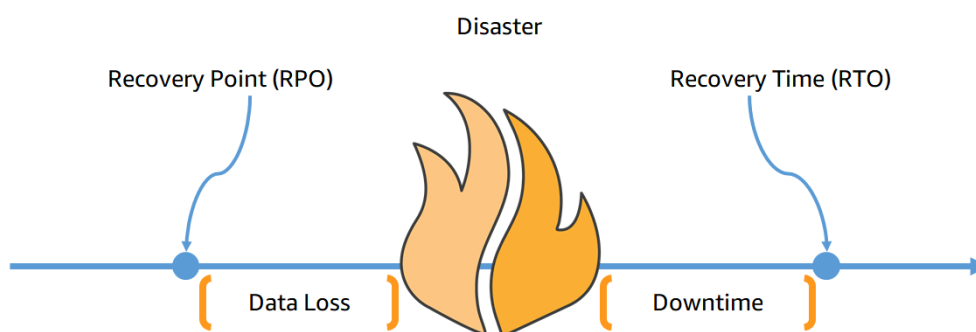 Disaster
Recovery Point (RPO)
Recovery Time (RTO)
Data Loss
Downtime